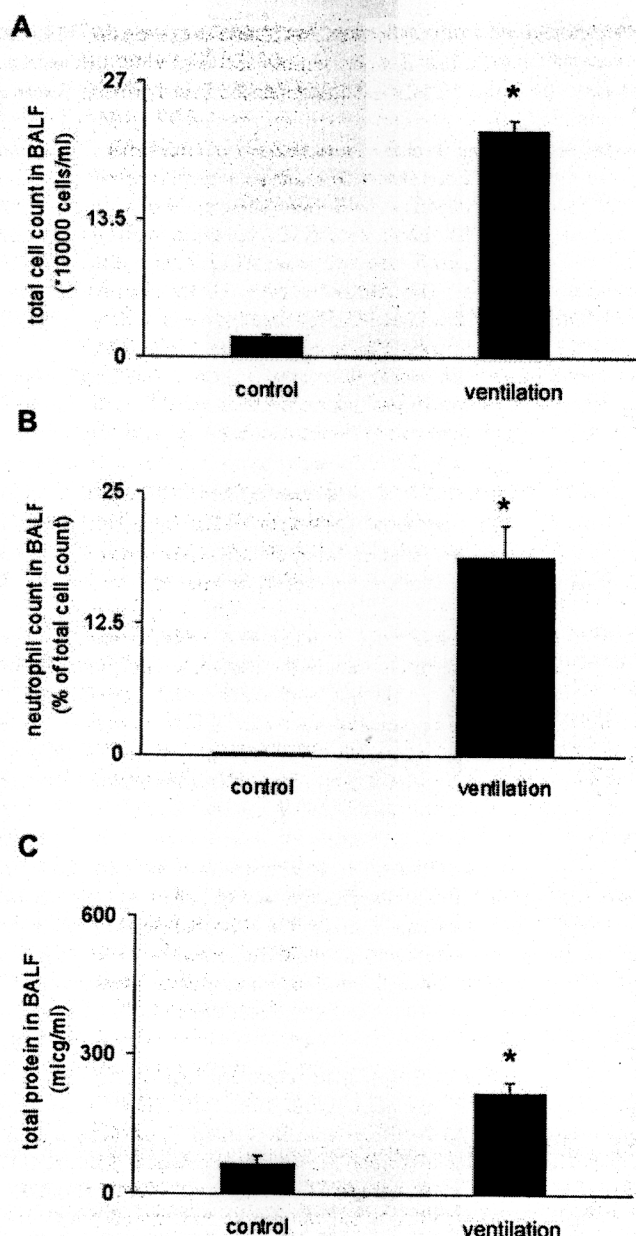 A
total cell count in BALF
(*10000 cells/ml)
27
13.5
0
*
control
ventilation
B
neutrophil count in BALF
(% of total cell count)
25
12.5
0
*
control
ventilation
C
total protein in BALF
(micg/ml)
600
300
0
*
control
ventilation